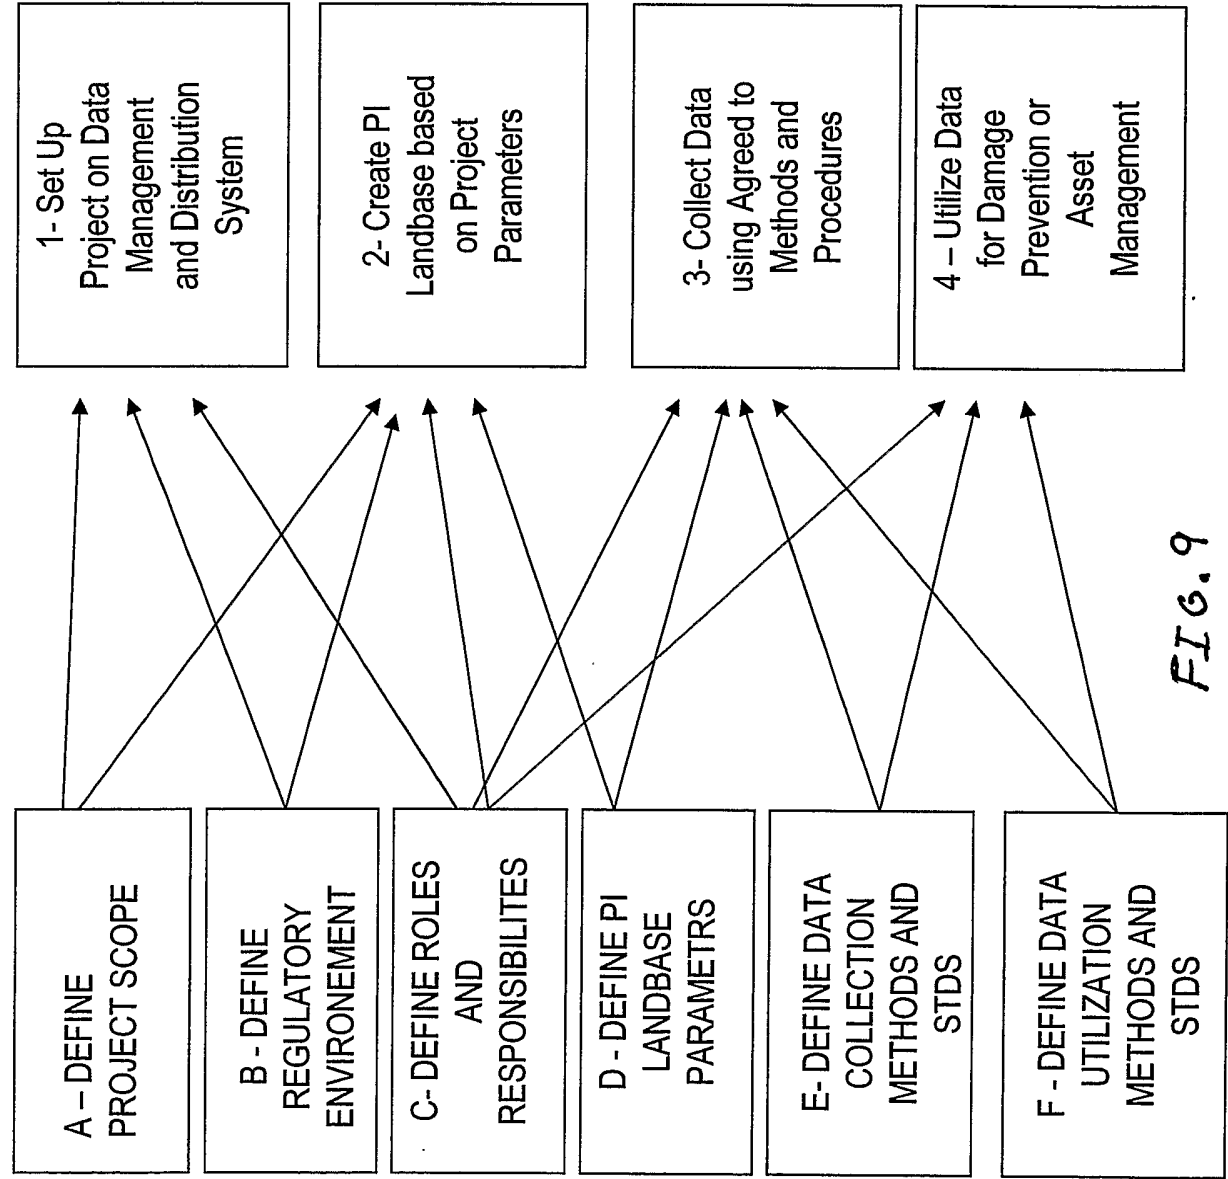 A – DEFINE
PROJECT SCOPE
B - DEFINE
REGULATORY
ENVIRONEMENT
C- DEFINE ROLES
AND
RESPONSIBILITES
D - DEFINE PI
LANDBASE
PARAMETRS
E- DEFINE DATA
COLLECTION
METHODS AND
STDS
F - DEFINE DATA
UTILIZATION
METHODS AND
STDS
1- Set Up
Project on Data
Management
and Distribution
System
2- Create PI
Landbase based
on Project
Parameters
3- Collect Data
using Agreed to
Methods and
Procedures
4 – Utilize Data
for Damage
Prevention or
Asset
Management
FIG. 9